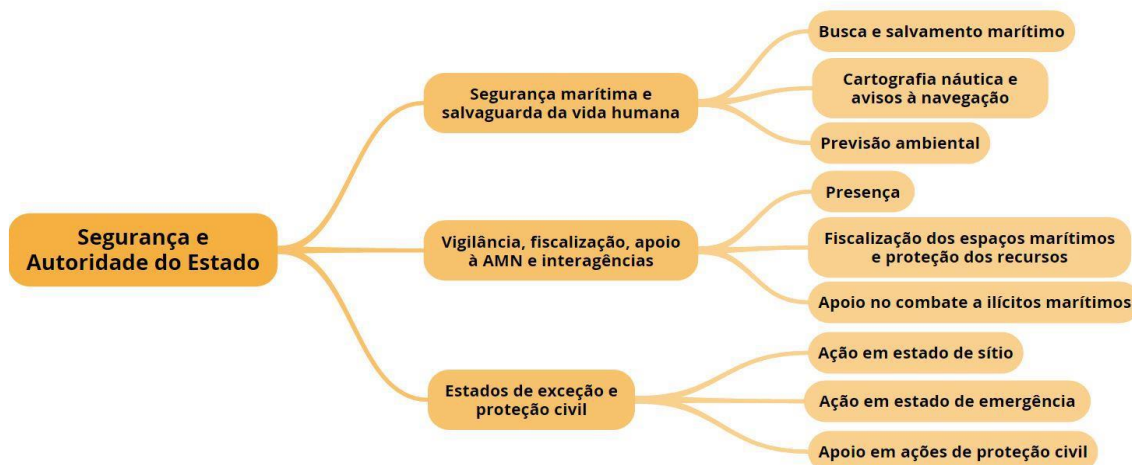 Segurança e
Autoridade do Estado
Segurança marítima e
salvaguarda da vida humana
Busca e salvamento marítimo
Cartografia náutica e
avisos à navegação
Previsão ambiental
Vigilância, fiscalização, apoio
à AMN e interagências
Presença
Fiscalização dos espaços marítimos
e proteção dos recursos
Apoio no combate a ilícitos marítimos
Estados de exceção e
proteção civil
Ação em estado de sítio
Ação em estado de emergência
Apoio em ações de proteção civil